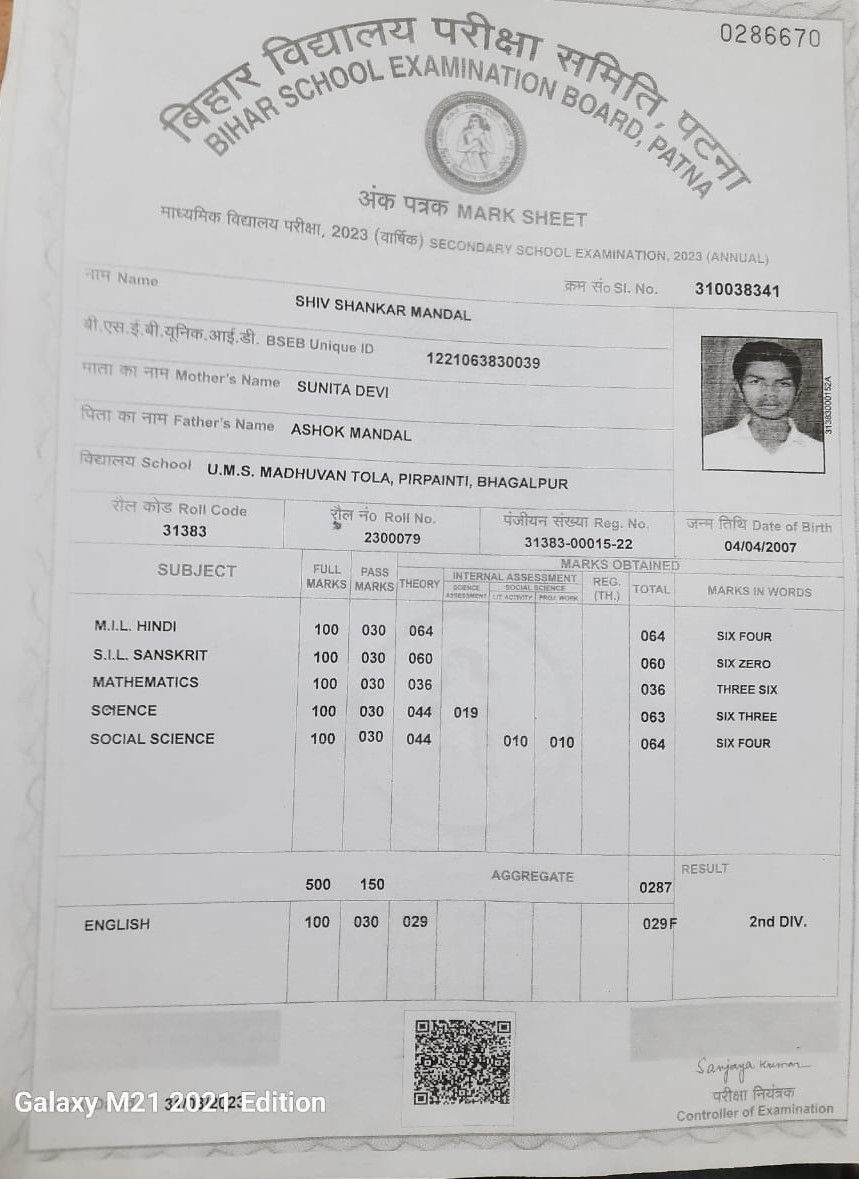 0286670
बिहार विद्यालय परीक्षा समिति, पटना
BIHAR SCHOOL EXAMINATION BOARD, PATNA
अंक पत्रक MARK SHEET
माध्यमिक विद्यालय परीक्षा, 2023 (वार्षिक) SECONDARY SCHOOL EXAMINATION, 2023 (ANNUAL)
नाम Name SHIV SHANKAR MANDAL
क्रम सं० Sl. No. 310038341
बी.एस.ई.बी.यूनिक.आई.डी. BSEB Unique ID 1221063830039
माता का नाम Mother's Name SUNITA DEVI
पिता का नाम Father's Name ASHOK MANDAL
विद्यालय School U.M.S. MADHUVAN TOLA, PIRPAINTI, BHAGALPUR
31383000152A
रौल कोड Roll Code रौल नं० Roll No. पंजीयन संख्या Reg. No. जन्म तिथि Date of Birth
31383 2300079 31383-00015-22 04/04/2007
SUBJECT FULL MARKS PASS MARKS MARKS OBTAINED
THEORY INTERNAL ASSESSMENT REG. (TH.) TOTAL MARKS IN WORDS
SCIENCE ASSESSMENT SOCIAL SCIENCE
LIT. ACTIVITY PROJ. WORK
M.I.L. HINDI 100 030 064 064 SIX FOUR
S.I.L. SANSKRIT 100 030 060 060 SIX ZERO
MATHEMATICS 100 030 036 036 THREE SIX
SCIENCE 100 030 044 019 063 SIX THREE
SOCIAL SCIENCE 100 030 044 010 010 064 SIX FOUR
500 150 AGGREGATE 0287 RESULT
ENGLISH 100 030 029 029F 2nd DIV.
Sanjaya Kumar
परीक्षा नियंत्रक
Controller of Examination
Galaxy M21 2021 Edition